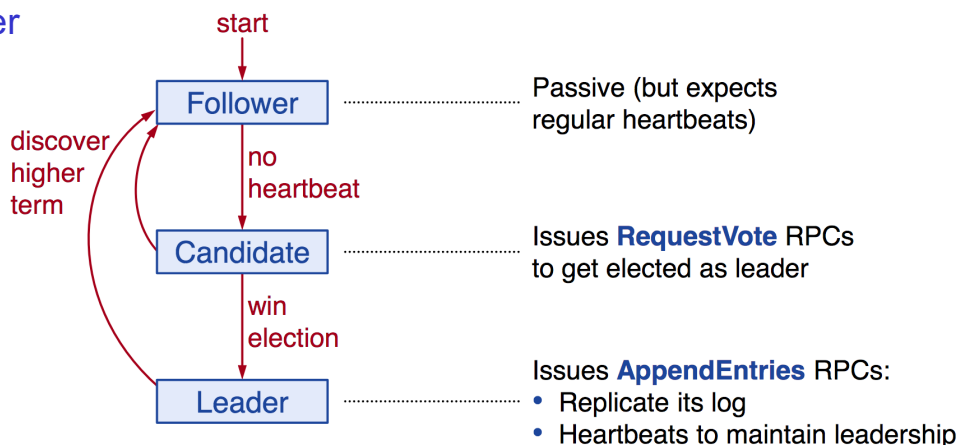 er
start
Follower
Passive (but expects
regular heartbeats)
discover
higher
term
no
heartbeat
Candidate
Issues RequestVote RPCs
to get elected as leader
win
election
Leader
Issues AppendEntries RPCs:
• Replicate its log
• Heartbeats to maintain leadership